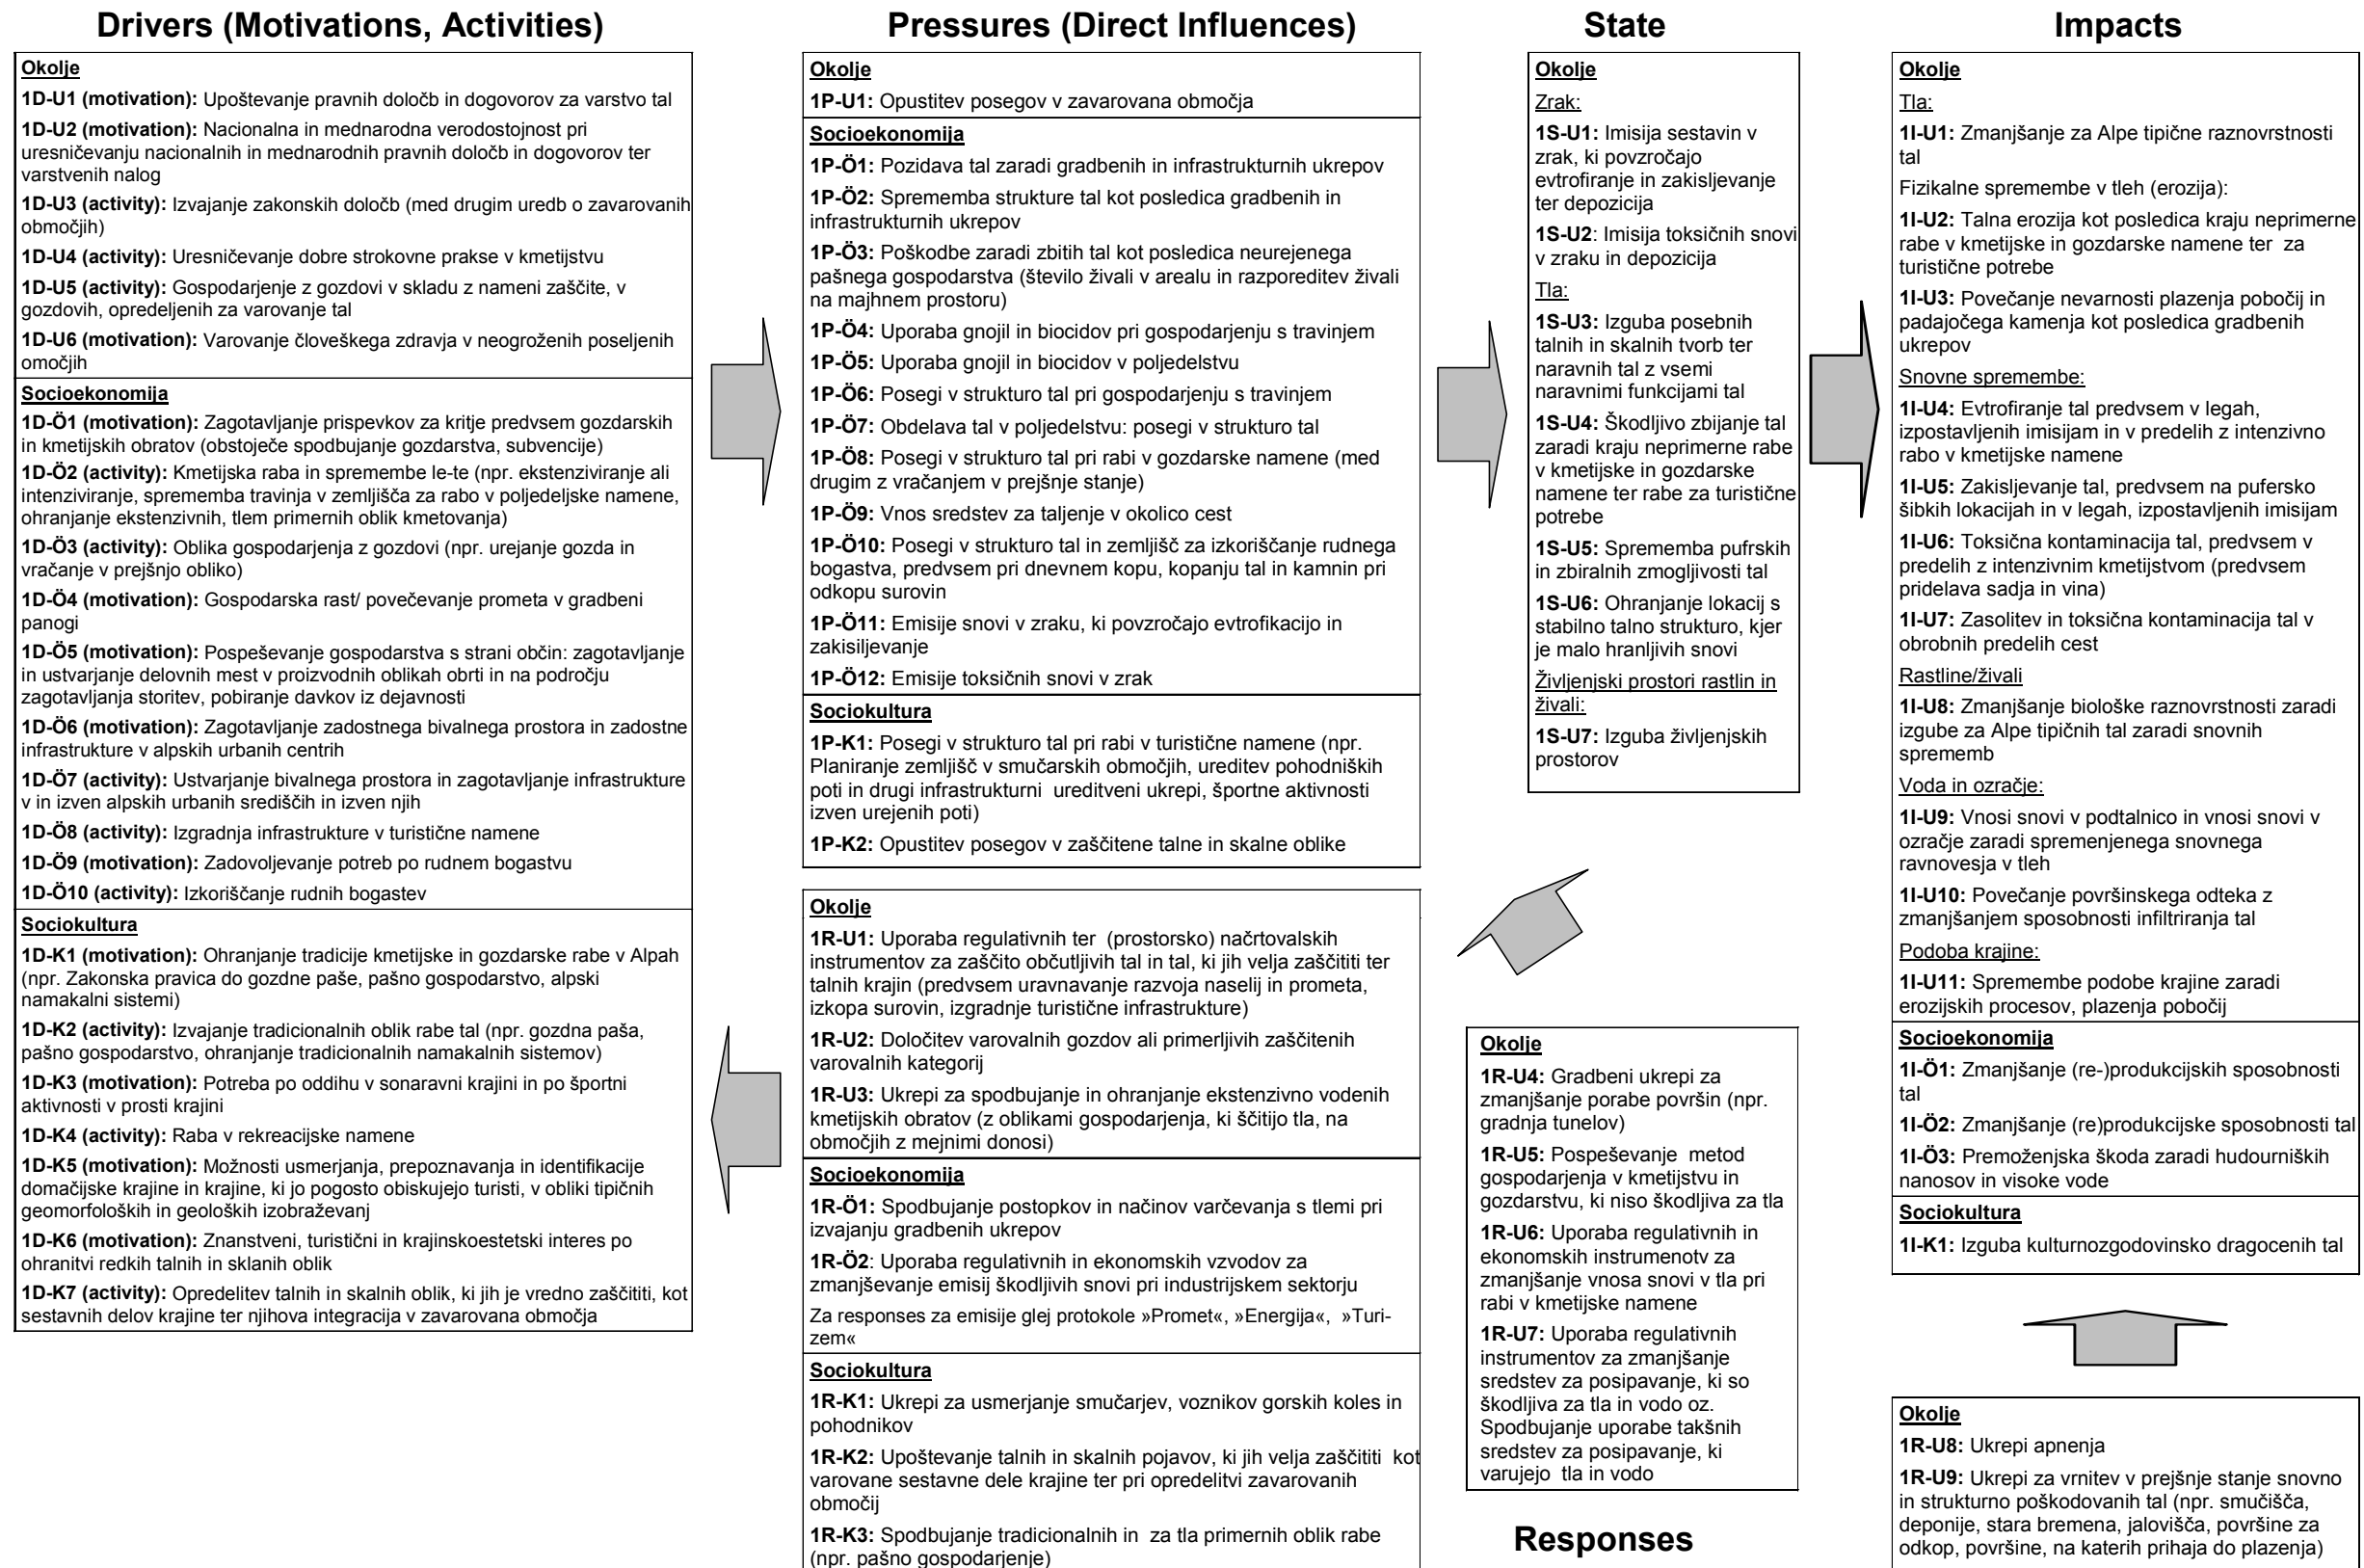 Drivers (Motivations, Activities)
Okolje
1D-U1 (motivation): Upoštevanje pravnih določb in dogovorov za varstvo tal
1D-U2 (motivation): Nacionalna in mednarodna verodostojnost pri
uresničevanju nacionalnih in mednarodnih pravnih določb in dogovorov ter
varstvenih nalog
1D-U3 (activity): Izvajanje zakonskih določb (med drugim uredb o zavarovanih
območjih)
1D-U4 (activity): Uresničevanje dobre strokovne prakse v kmetijstvu
1D-U5 (activity): Gospodarjenje z gozdovi v skladu z nameni zaščite, v
gozdovih, opredeljenih za varovanje tal
1D-U6 (motivation): Varovanje človeškega zdravja v neogroženih poseljenih
omočjih
Socioekonomija
1D-Ö1 (motivation): Zagotavljanje prispevkov za kritje predvsem gozdarskih
in kmetijskih obratov (obstoječe spodbujanje gozdarstva, subvencije)
1D-Ö2 (activity): Kmetijska raba in spremembe le-te (npr. ekstenziviranje ali
intenziviranje, sprememba travinja v zemljišča za rabo v poljedeljske namene,
ohranjanje ekstenzivnih, tlem primernih oblik kmetovanja)
1D-Ö3 (activity): Oblika gospodarjenja z gozdovi (npr. urejanje gozda in
vračanje v prejšnjo obliko)
1D-Ö4 (motivation): Gospodarska rast/ povečevanje prometa v gradbeni
panogi
1D-Ö5 (motivation): Pospeševanje gospodarstva s strani občin: zagotavljanje
in ustvarjanje delovnih mest v proizvodnih oblikah obrti in na področju
zagotavljanja storitev, pobiranje davkov iz dejavnosti
1D-Ö6 (motivation): Zagotavljanje zadostnega bivalnega prostora in zadostne
infrastrukture v alpskih urbanih centrih
1D-Ö7 (activity): Ustvarjanje bivalnega prostora in zagotavljanje infrastrukture
v in izven alpskih urbanih središčih in izven njih
1D-Ö8 (activity): Izgradnja infrastrukture v turistične namene
1D-Ö9 (motivation): Zadovoljevanje potreb po rudnem bogastvu
1D-Ö10 (activity): Izkoriščanje rudnih bogastev
Sociokultura
1D-K1 (motivation): Ohranjanje tradicije kmetijske in gozdarske rabe v Alpah
(npr. Zakonska pravica do gozdne paše, pašno gospodarstvo, alpski
namakalni sistemi)
1D-K2 (activity): Izvajanje tradicionalnih oblik rabe tal (npr. gozdna paša,
pašno gospodarstvo, ohranjanje tradicionalnih namakalnih sistemov)
1D-K3 (motivation): Potreba po oddihu v sonaravni krajini in po športni
aktivnosti v prosti krajini
1D-K4 (activity): Raba v rekreacijske namene
1D-K5 (motivation): Možnosti usmerjanja, prepoznavanja in identifikacije
domačijske krajine in krajine, ki jo pogosto obiskujejo turisti, v obliki tipičnih
geomorfoloških in geoloških izobraževanj
1D-K6 (motivation): Znanstveni, turistični in krajinskoestetski interes po
ohranitvi redkih talnih in sklanih oblik
1D-K7 (activity): Opredelitev talnih in skalnih oblik, ki jih je vredno zaščititi, kot
sestavnih delov krajine ter njihova integracija v zavarovana območja
Pressures (Direct Influences)
Okolje
1P-U1: Opustitev posegov v zavarovana območja
Socioekonomija
1P-Ö1: Pozidava tal zaradi gradbenih in infrastrukturnih ukrepov
1P-Ö2: Sprememba strukture tal kot posledica gradbenih in
infrastrukturnih ukrepov
1P-Ö3: Poškodbe zaradi zbitih tal kot posledica neurejenega
pašnega gospodarstva (število živali v arealu in razporeditev živali
na majhnem prostoru)
1P-Ö4: Uporaba gnojil in biocidov pri gospodarjenju s travinjem
1P-Ö5: Uporaba gnojil in biocidov v poljedelstvu
1P-Ö6: Posegi v strukturo tal pri gospodarjenju s travinjem
1P-Ö7: Obdelava tal v poljedelstvu: posegi v strukturo tal
1P-Ö8: Posegi v strukturo tal pri rabi v gozdarske namene (med
drugim z vračanjem v prejšnje stanje)
1P-Ö9: Vnos sredstev za taljenje v okolico cest
1P-Ö10: Posegi v strukturo tal in zemljišč za izkoriščanje rudnega
bogastva, predvsem pri dnevnem kopu, kopanju tal in kamnin pri
odkopu surovin
1P-Ö11: Emisije snovi v zraku, ki povzročajo evtrofikacijo in
zakisiljevanje
1P-Ö12: Emisije toksičnih snovi v zrak
Sociokultura
1P-K1: Posegi v strukturo tal pri rabi v turistične namene (npr.
Planiranje zemljišč v smučarskih območjih, ureditev pohodniških
poti in drugi infrastrukturni ureditveni ukrepi, športne aktivnosti
izven urejenih poti)
1P-K2: Opustitev posegov v zaščitene talne in skalne oblike
Okolje
1R-U1: Uporaba regulativnih ter (prostorsko) načrtovalskih
instrumentov za zaščito občutljivih tal in tal, ki jih velja zaščititi ter
talnih krajin (predvsem uravnavanje razvoja naselij in prometa,
izkopa surovin, izgradnje turistične infrastrukture)
1R-U2: Določitev varovalnih gozdov ali primerljivih zaščitenih
varovalnih kategorij
1R-U3: Ukrepi za spodbujanje in ohranjanje ekstenzivno vodenih
kmetijskih obratov (z oblikami gospodarjenja, ki ščitijo tla, na
območjih z mejnimi donosi)
Socioekonomija
1R-Ö1: Spodbujanje postopkov in načinov varčevanja s tlemi pri
izvajanju gradbenih ukrepov
1R-Ö2: Uporaba regulativnih in ekonomskih vzvodov za
zmanjševanje emisij škodljivih snovi pri industrijskem sektorju
Za responses za emisije glej protokole »Promet«, »Energija«, »Turi-
zem«
Sociokultura
1R-K1: Ukrepi za usmerjanje smučarjev, voznikov gorskih koles in
pohodnikov
1R-K2: Upoštevanje talnih in skalnih pojavov, ki jih velja zaščititi kot
varovane sestavne dele krajine ter pri opredelitvi zavarovanih
območij
1R-K3: Spodbujanje tradicionalnih in za tla primernih oblik rabe
(npr. pašno gospodarjenje)
State
Okolje
Zrak:
1S-U1: Imisija sestavin v
zrak, ki povzročajo
evtrofiranje in zakisljevanje
ter depozicija
1S-U2: Imisija toksičnih snovi
v zraku in depozicija
Tla:
1S-U3: Izguba posebnih
talnih in skalnih tvorb ter
naravnih tal z vsemi
naravnimi funkcijami tal
1S-U4: Škodljivo zbijanje tal
zaradi kraju neprimerne rabe
v kmetijske in gozdarske
namene ter rabe za turistične
potrebe
1S-U5: Sprememba pufrskih
in zbiralnih zmogljivosti tal
1S-U6: Ohranjanje lokacij s
stabilno talno strukturo, kjer
je malo hranljivih snovi
Življenjski prostori rastlin in
živali:
1S-U7: Izguba življenjskih
prostorov
Okolje
1R-U4: Gradbeni ukrepi za
zmanjšanje porabe površin (npr.
gradnja tunelov)
1R-U5: Pospeševanje metod
gospodarjenja v kmetijstvu in
gozdarstvu, ki niso škodljiva za tla
1R-U6: Uporaba regulativnih in
ekonomskih instrumenotv za
zmanjšanje vnosa snovi v tla pri
rabi v kmetijske namene
1R-U7: Uporaba regulativnih
instrumentov za zmanjšanje
sredstev za posipavanje, ki so
škodljiva za tla in vodo oz.
Spodbujanje uporabe takšnih
sredstev za posipavanje, ki
varujejo tla in vodo
Responses
Impacts
Okolje
Tla:
1I-U1: Zmanjšanje za Alpe tipične raznovrstnosti
tal
Fizikalne spremembe v tleh (erozija):
1I-U2: Talna erozija kot posledica kraju neprimerne
rabe v kmetijske in gozdarske namene ter za
turistične potrebe
1I-U3: Povečanje nevarnosti plazenja pobočij in
padajočega kamenja kot posledica gradbenih
ukrepov
Snovne spremembe:
1I-U4: Evtrofiranje tal predvsem v legah,
izpostavljenih imisijam in v predelih z intenzivno
rabo v kmetijske namene
1I-U5: Zakisljevanje tal, predvsem na pufersko
šibkih lokacijah in v legah, izpostavljenih imisijam
1I-U6: Toksična kontaminacija tal, predvsem v
predelih z intenzivnim kmetijstvom (predvsem
pridelava sadja in vina)
1I-U7: Zasolitev in toksična kontaminacija tal v
obrobnih predelih cest
Rastline/živali
1I-U8: Zmanjšanje biološke raznovrstnosti zaradi
izgube za Alpe tipičnih tal zaradi snovnih
sprememb
Voda in ozračje:
1I-U9: Vnosi snovi v podtalnico in vnosi snovi v
ozračje zaradi spremenjenega snovnega
ravnovesja v tleh
1I-U10: Povečanje površinskega odteka z
zmanjšanjem sposobnosti infiltriranja tal
Podoba krajine:
1I-U11: Spremembe podobe krajine zaradi
erozijskih procesov, plazenja pobočij
Socioekonomija
1I-Ö1: Zmanjšanje (re-)produkcijskih sposobnosti
tal
1I-Ö2: Zmanjšanje (re)produkcijske sposobnosti tal
1I-Ö3: Premoženjska škoda zaradi hudourniških
nanosov in visoke vode
Sociokultura
1I-K1: Izguba kulturnozgodovinsko dragocenih tal
Okolje
1R-U8: Ukrepi apnenja
1R-U9: Ukrepi za vrnitev v prejšnje stanje snovno
in strukturno poškodovanih tal (npr. smučišča,
deponije, stara bremena, jalovišča, površine za
odkop, površine, na katerih prihaja do plazenja)